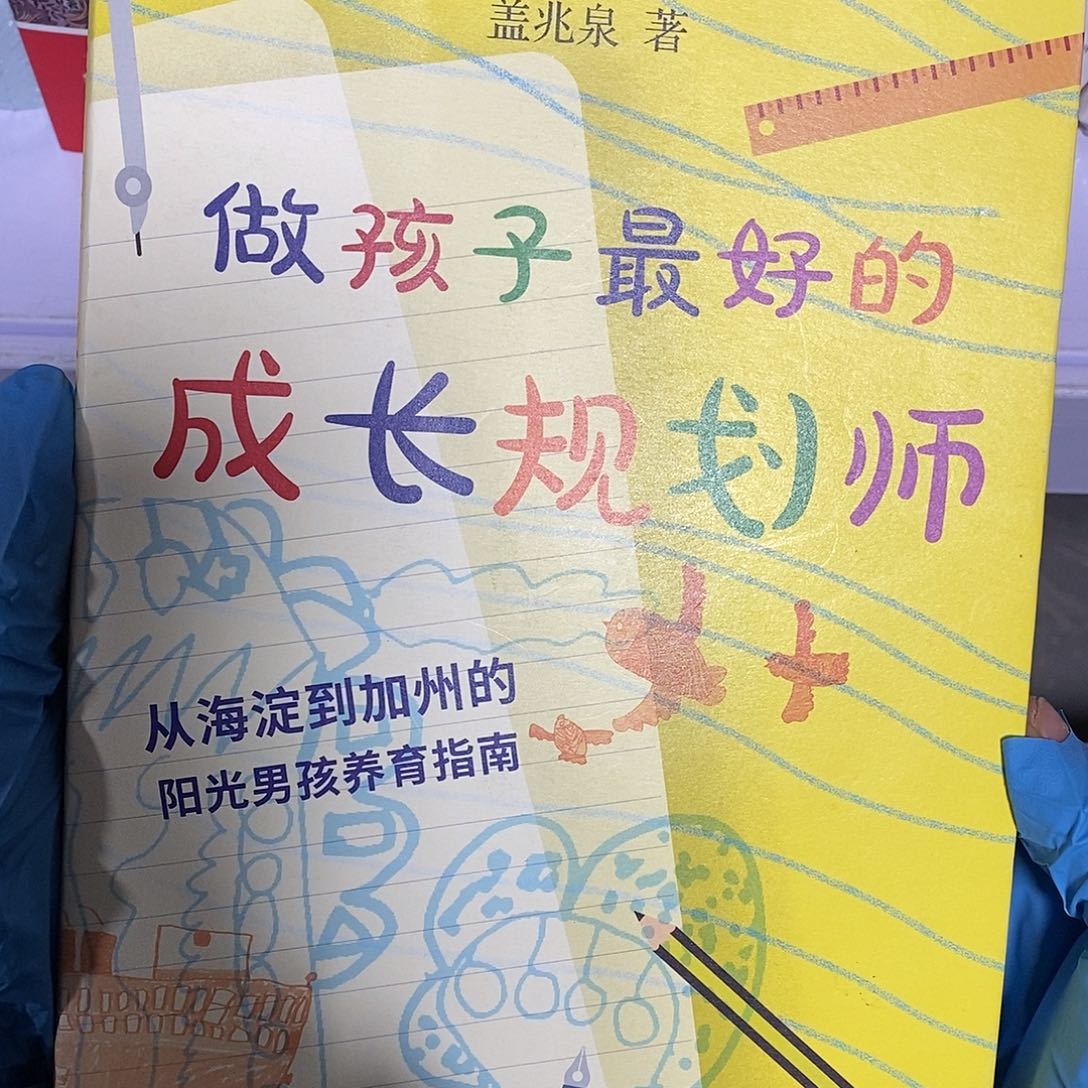 盖兆泉 著
做孩子最好的
成长规划师
从海淀到加州的
阳光男孩养育指南